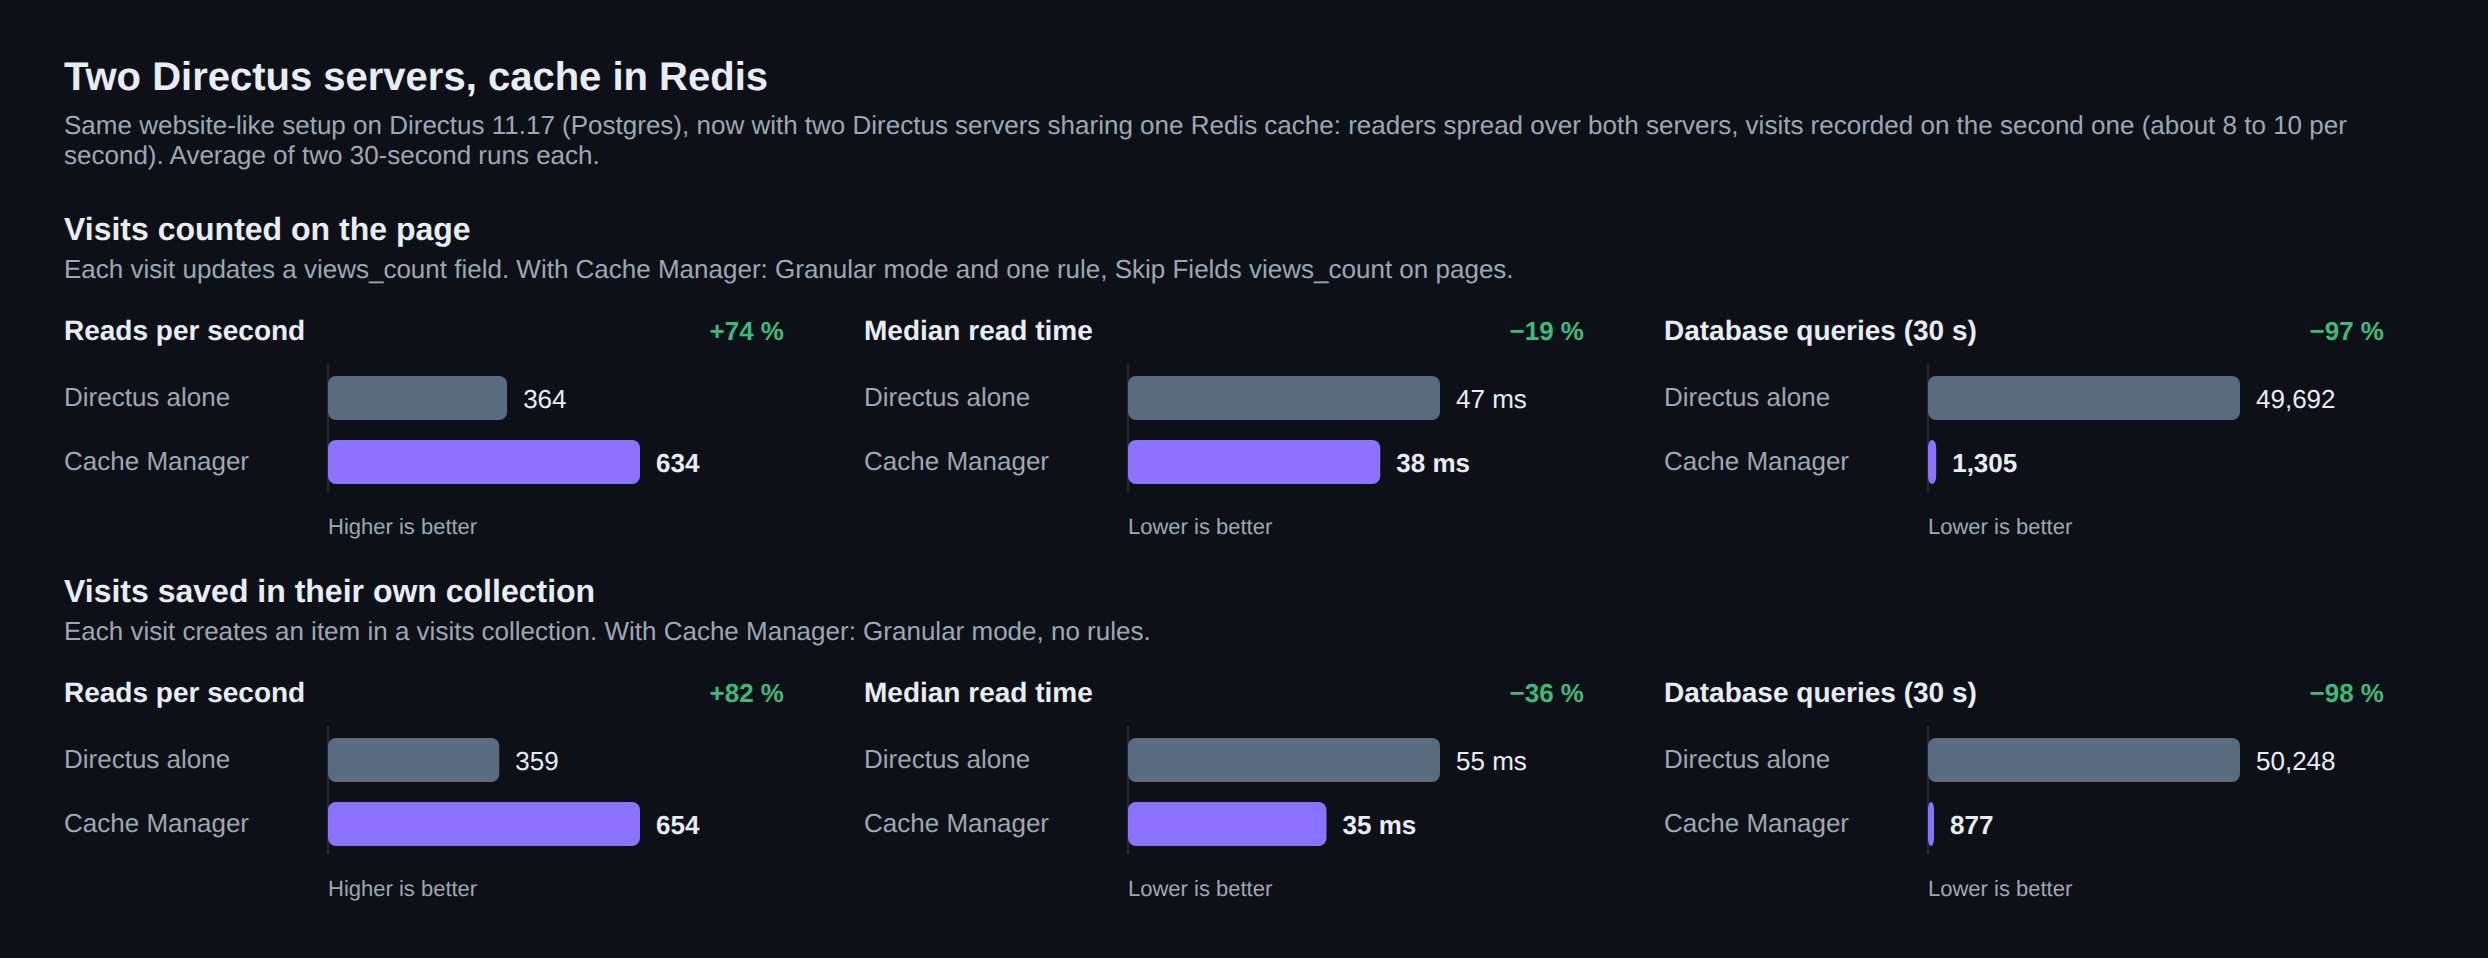 Two Directus servers, cache in Redis
Same website-like setup on Directus 11.17 (Postgres), now with two Directus servers sharing one Redis cache: readers spread over both servers, visits recorded on the second one (about 8 to 10 per
second). Average of two 30-second runs each.
Visits counted on the page
Each visit updates a views_count field. With Cache Manager: Granular mode and one rule, Skip Fields views_count on pages.
Reads per second +74 %
Directus alone 364
Cache Manager 634
Higher is better
Median read time −19 %
Directus alone 47 ms
Cache Manager 38 ms
Lower is better
Database queries (30 s) −97 %
Directus alone 49,692
Cache Manager 1,305
Lower is better
Visits saved in their own collection
Each visit creates an item in a visits collection. With Cache Manager: Granular mode, no rules.
Reads per second +82 %
Directus alone 359
Cache Manager 654
Higher is better
Median read time −36 %
Directus alone 55 ms
Cache Manager 35 ms
Lower is better
Database queries (30 s) −98 %
Directus alone 50,248
Cache Manager 877
Lower is better